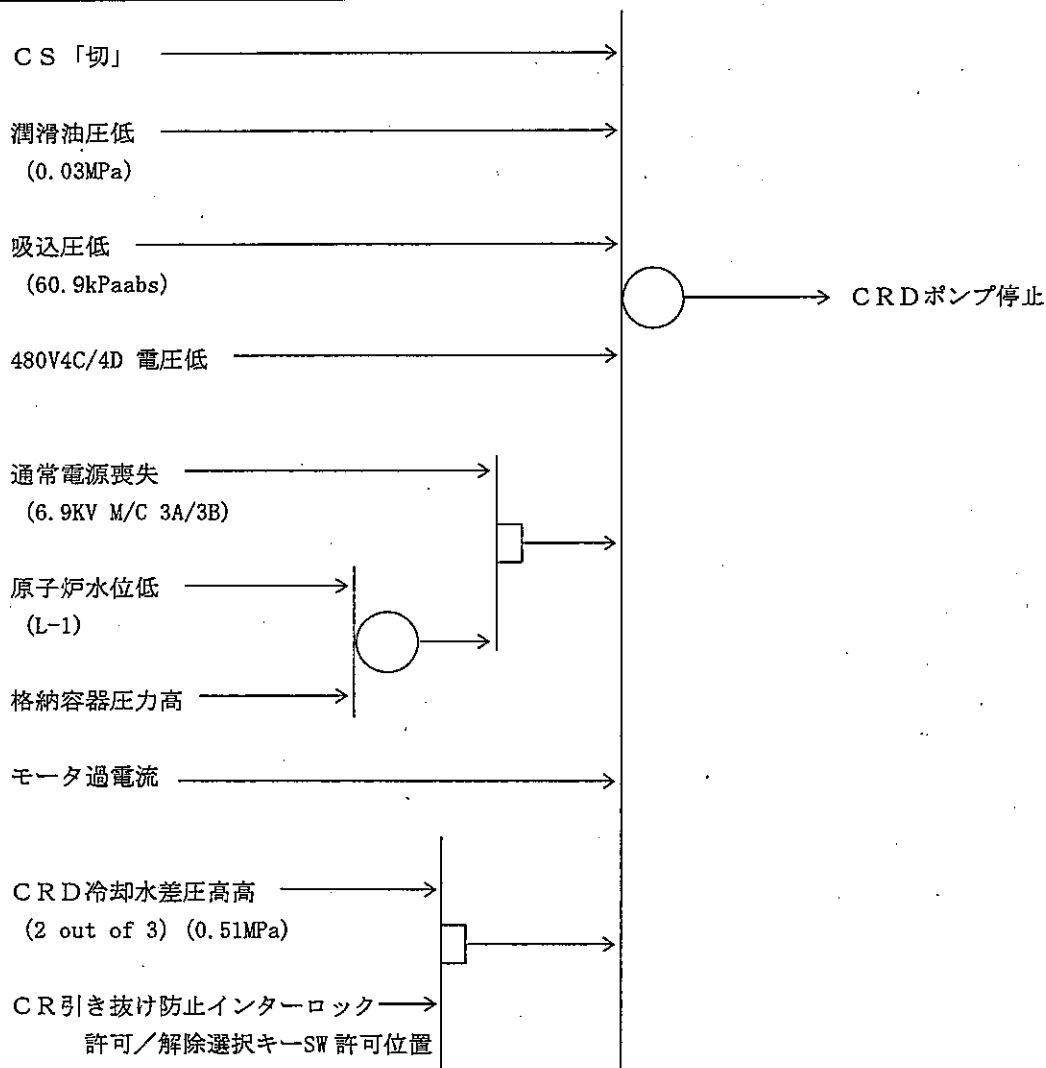 CS「切」
潤滑油圧低
(0.03MPa)
吸込圧低
(60.9kPaabs)
CRDポンプ停止
480V4C/4D 電圧低
通常電源喪失
(6.9KV M/C 3A/3B)
原子炉水位低
(L-1)
格納容器圧力高
モータ過電流
CRD冷却水差圧高高
(2 out of 3) (0.51MPa)
CR引き抜け防止インターロック
許可／解除選択キーSW 許可位置